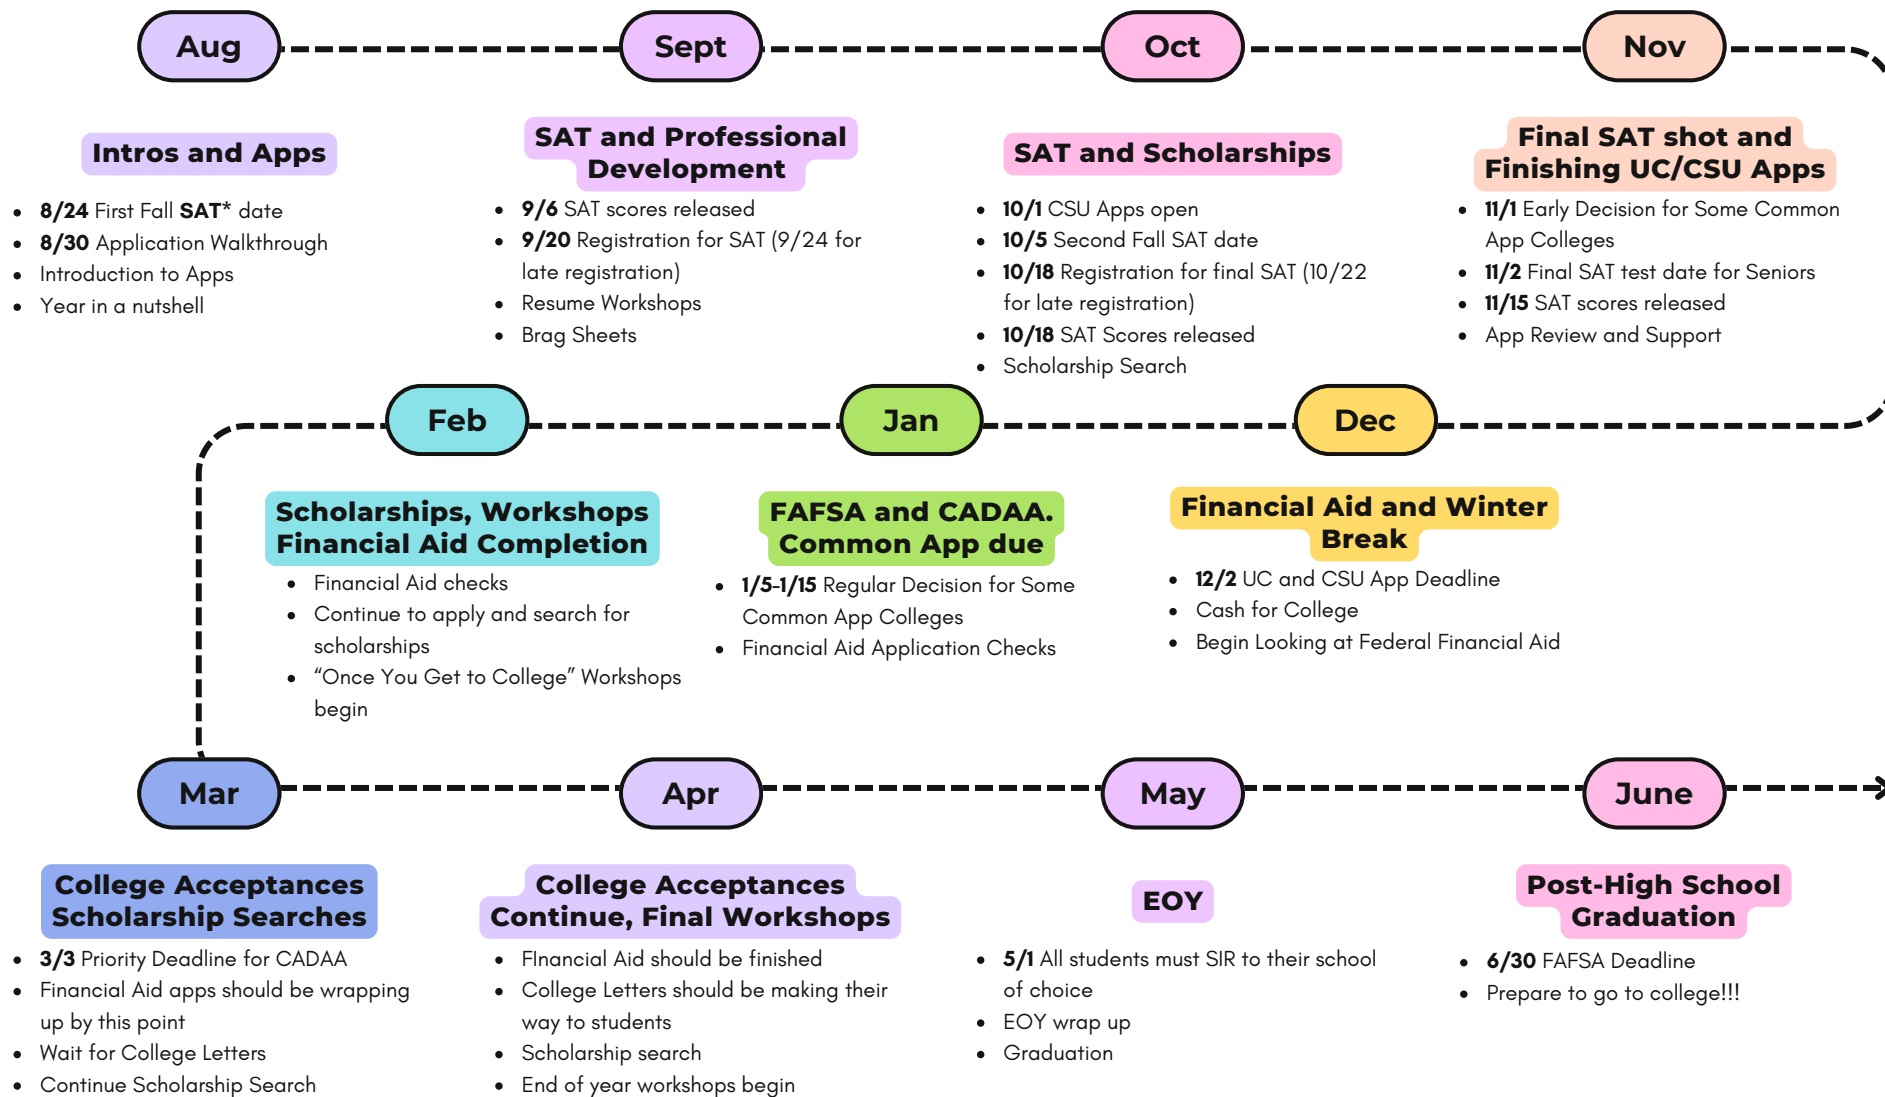 Aug
Sept
Oct
Nov
Intros and Apps
• 8/24 First Fall SAT* date
• 8/30 Application Walkthrough
• Introduction to Apps
• Year in a nutshell
SAT and Professional
Development
• 9/6 SAT scores released
• 9/20 Registration for SAT (9/24 for
late registration)
• Resume Workshops
• Brag Sheets
SAT and Scholarships
• 10/1 CSU Apps open
• 10/5 Second Fall SAT date
• 10/18 Registration for final SAT (10/22
for late registration)
• 10/18 SAT Scores released
• Scholarship Search
Final SAT shot and
Finishing UC/CSU Apps
• 11/1 Early Decision for Some Common
App Colleges
• 11/2 Final SAT test date for Seniors
• 11/15 SAT scores released
• App Review and Support
Feb
Jan
Dec
Scholarships, Workshops
Financial Aid Completion
• Financial Aid checks
• Continue to apply and search for
scholarships
• “Once You Get to College” Workshops
begin
FAFSA and CADAA.
Common App due
• 1/5-1/15 Regular Decision for Some
Common App Colleges
• Financial Aid Application Checks
Financial Aid and Winter
Break
• 12/2 UC and CSU App Deadline
• Cash for College
• Begin Looking at Federal Financial Aid
Mar
Apr
May
June
College Acceptances
Scholarship Searches
• 3/3 Priority Deadline for CADAA
• Financial Aid apps should be wrapping
up by this point
• Wait for College Letters
• Continue Scholarship Search
College Acceptances
Continue, Final Workshops
• FInancial Aid should be finished
• College Letters should be making their
way to students
• Scholarship search
• End of year workshops begin
EOY
• 5/1 All students must SIR to their school
of choice
• EOY wrap up
• Graduation
Post-High School
Graduation
• 6/30 FAFSA Deadline
• Prepare to go to college!!!